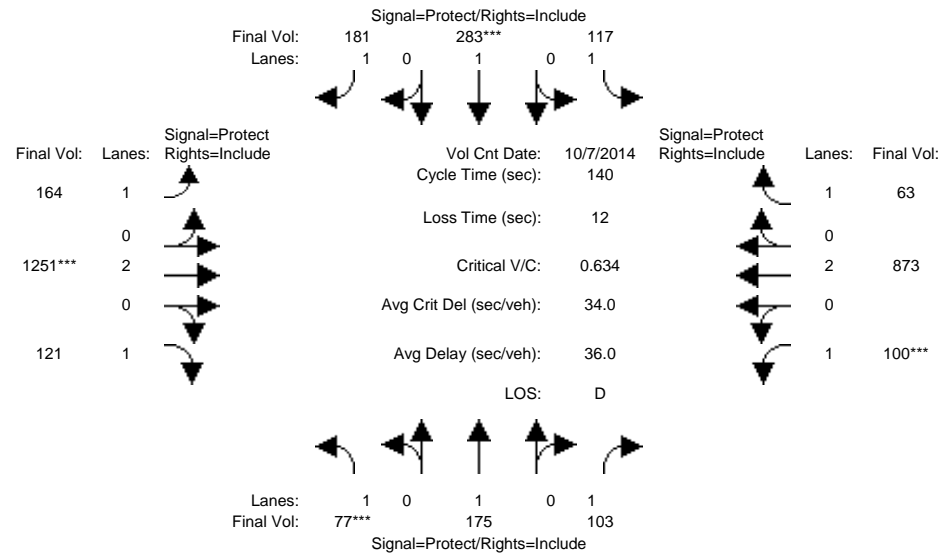 Signal=Protect/Rights=Include
Final Vol: 181 283*** 117
Lanes: 1 0 1 0 1
Signal=Protect Signal=Protect
Final Vol: Lanes: Rights=Include Vol Cnt Date: 10/7/2014 Rights=Include Lanes: Final Vol:
Cycle Time (sec): 140
164 1 1 63
Loss Time (sec): 12
0 0
1251*** 2 Critical V/C: 0.634 2 873
0 Avg Crit Del (sec/veh): 34.0 0
121 1 Avg Delay (sec/veh): 36.0 1 100***
LOS: D
Lanes: 1 0 1 0 1
Final Vol: 77*** 175 103
Signal=Protect/Rights=Include